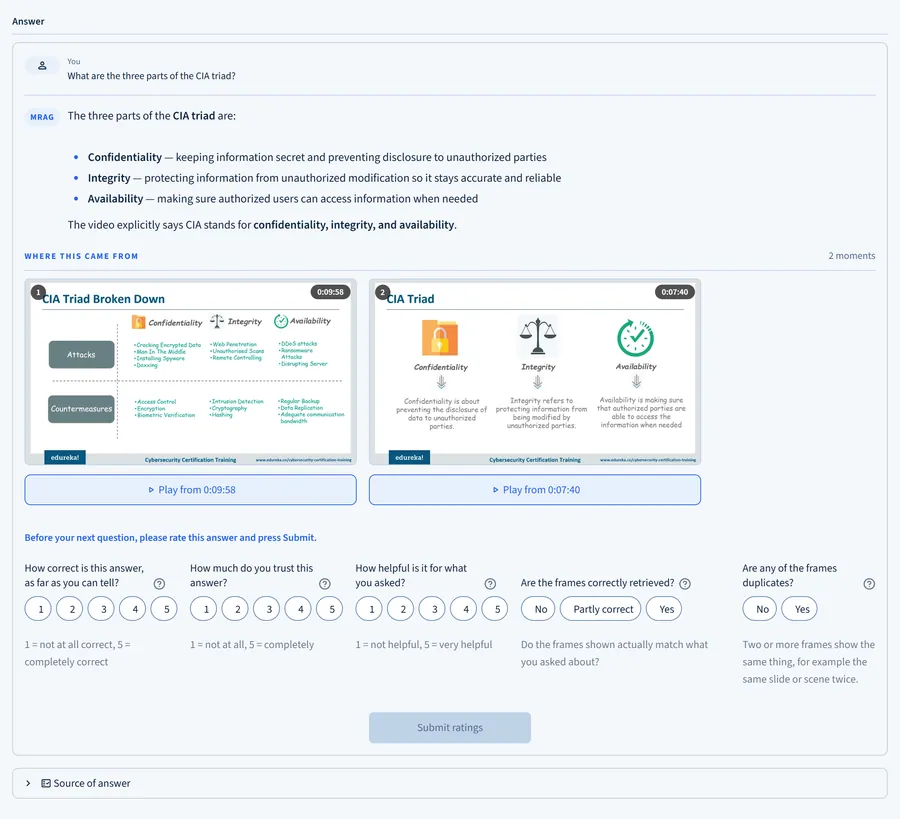 Answer
You
What are the three parts of the CIA triad?
MRAG
The three parts of the CIA triad are:
• Confidentiality — keeping information secret and preventing disclosure to unauthorized parties
• Integrity — protecting information from unauthorized modification so it stays accurate and reliable
• Availability — making sure authorized users can access information when needed
The video explicitly says CIA stands for confidentiality, integrity, and availability.
WHERE THIS CAME FROM
2 moments
1
0:09:58
CIA Triad Broken Down
Confidentiality
Integrity
Availability
Attacks
•Cracking Encrypted Data
•Man In The Middle
•Installing Spyware
•Doxxing
•Web Penetration
•Unauthorised Scans
•Remote Controlling
•DDoS attacks
•Ransomware
Attacks
•Disrupting Server
Countermeasures
•Access Control
•Encryption
•Biometric Verification
•Intrusion Detection
•Cryptography
•Hashing
•Regular Backup
•Data Replication
•Adequate communication
bandwidth
edureka!
Cybersecurity Certification Training
www.edureka.co/cybersecurity-certification-training
2
0:07:40
CIA Triad
Confidentiality
Integrity
Availability
Confidentiality is about
preventing the disclosure of
data to unauthorized
parties.
Integrity refers to
protecting information from
being modified by
unauthorized parties.
Availability is making sure
that authorized parties are
able to access the
information when needed
edureka!
Cybersecurity Certification Training
www.edureka.co/cybersecurity-certification-training
Play from 0:09:58
Play from 0:07:40
Before your next question, please rate this answer and press Submit.
How correct is this answer,
as far as you can tell? ?
1 2 3 4 5
1 = not at all correct, 5 =
completely correct
How much do you trust this
answer? ?
1 2 3 4 5
1 = not at all, 5 = completely
How helpful is it for what
you asked? ?
1 2 3 4 5
1 = not helpful, 5 = very helpful
Are the frames correctly retrieved? ?
No Partly correct Yes
Do the frames shown actually match what
you asked about?
Are any of the frames
duplicates? ?
No Yes
Two or more frames show the
same thing, for example the
same slide or scene twice.
Submit ratings
Source of answer